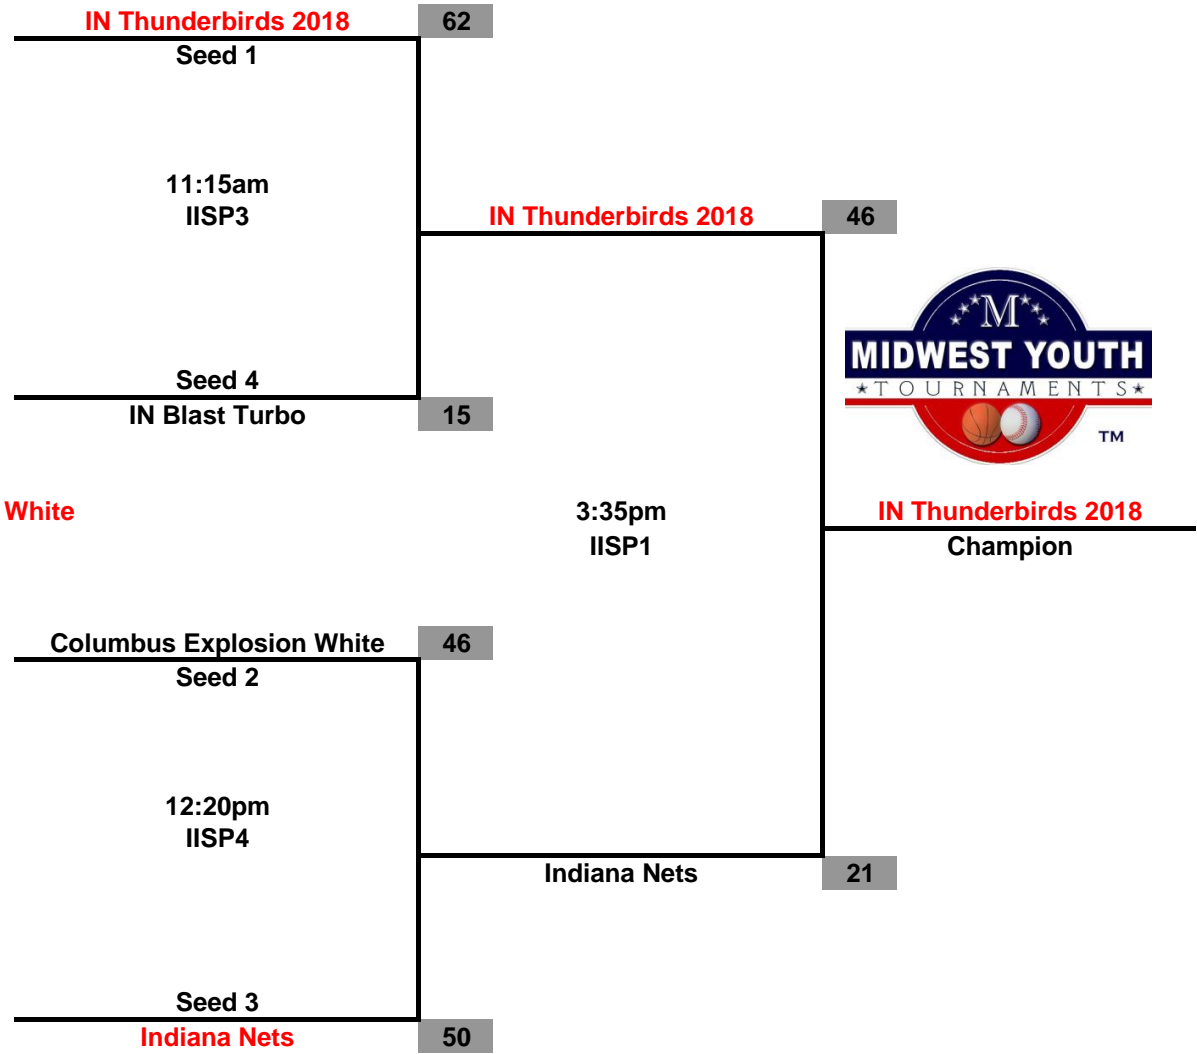 IN Thunderbirds 2018 62
Seed 1
11:15am
IISP3
IN Thunderbirds 2018 46
M
MIDWEST YOUTH
TOURNAMENTS
TM
Seed 4
IN Blast Turbo 15
White
3:35pm
IISP1
IN Thunderbirds 2018
Champion
Columbus Explosion White 46
Seed 2
12:20pm
IISP4
Indiana Nets 21
Seed 3
Indiana Nets 50